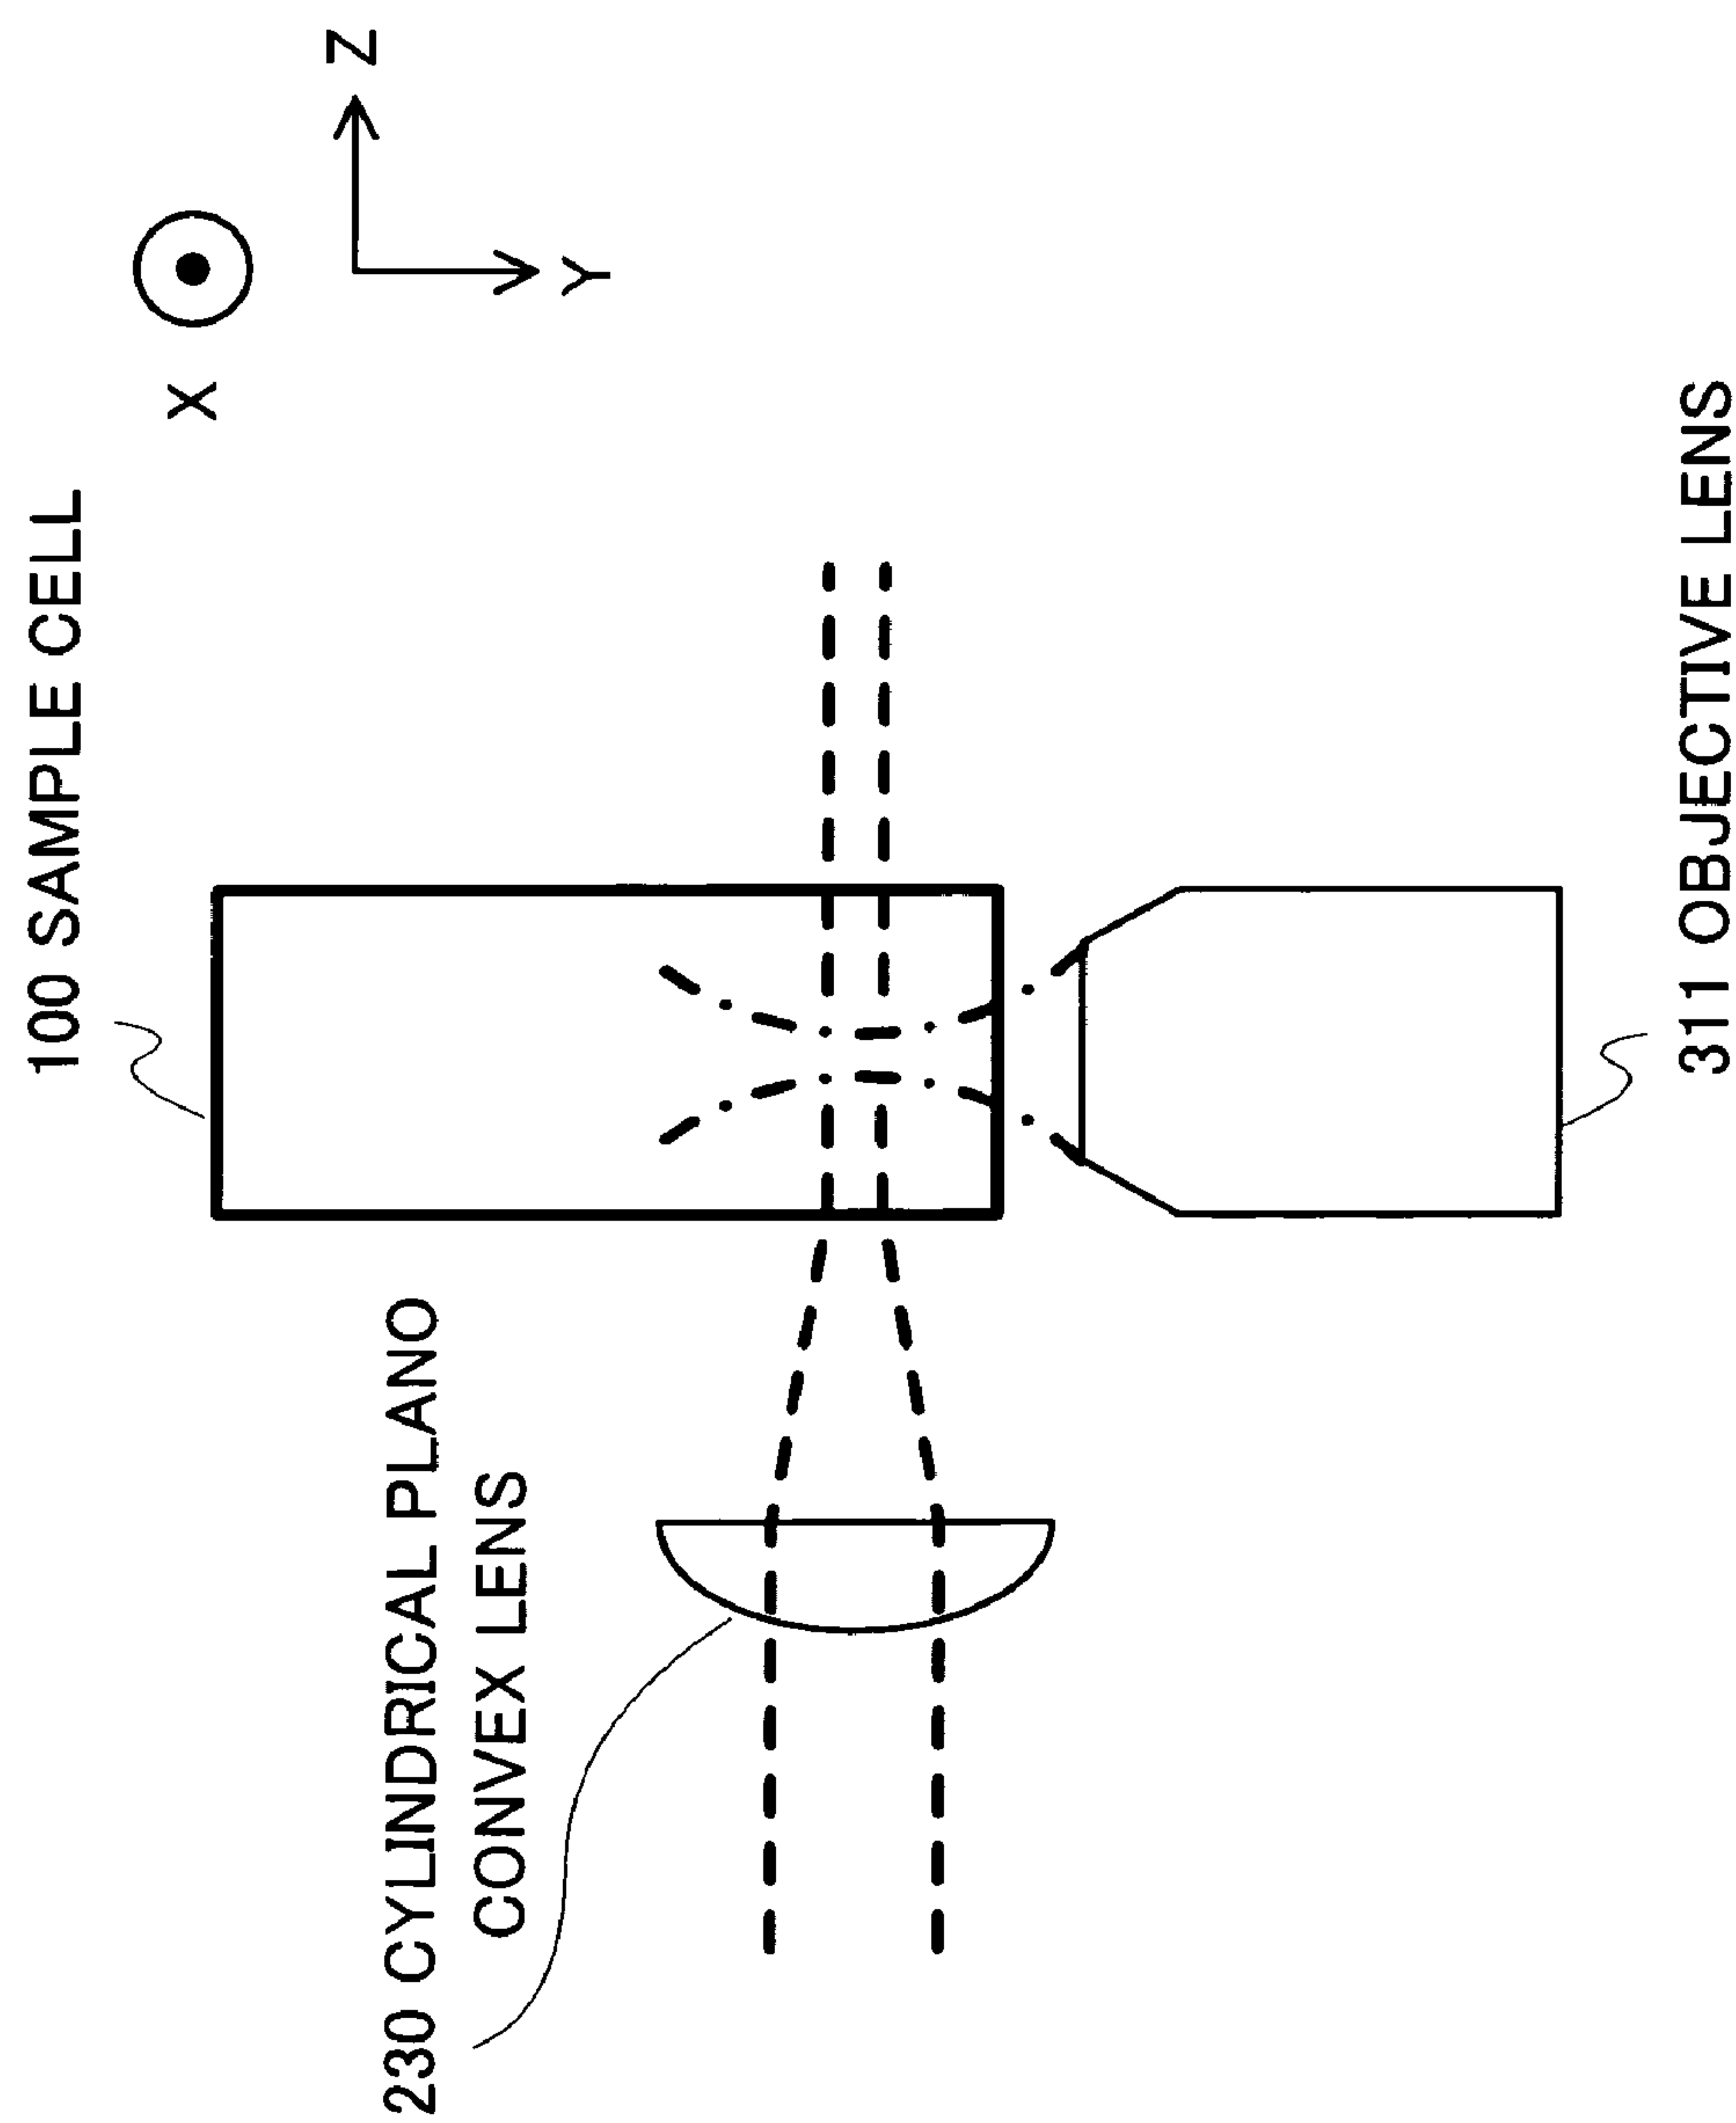 100 SAMPLE CELL
X
Z
Y
230 CYLINDRICAL PLANO
CONVEX LENS
311 OBJECTIVE LENS